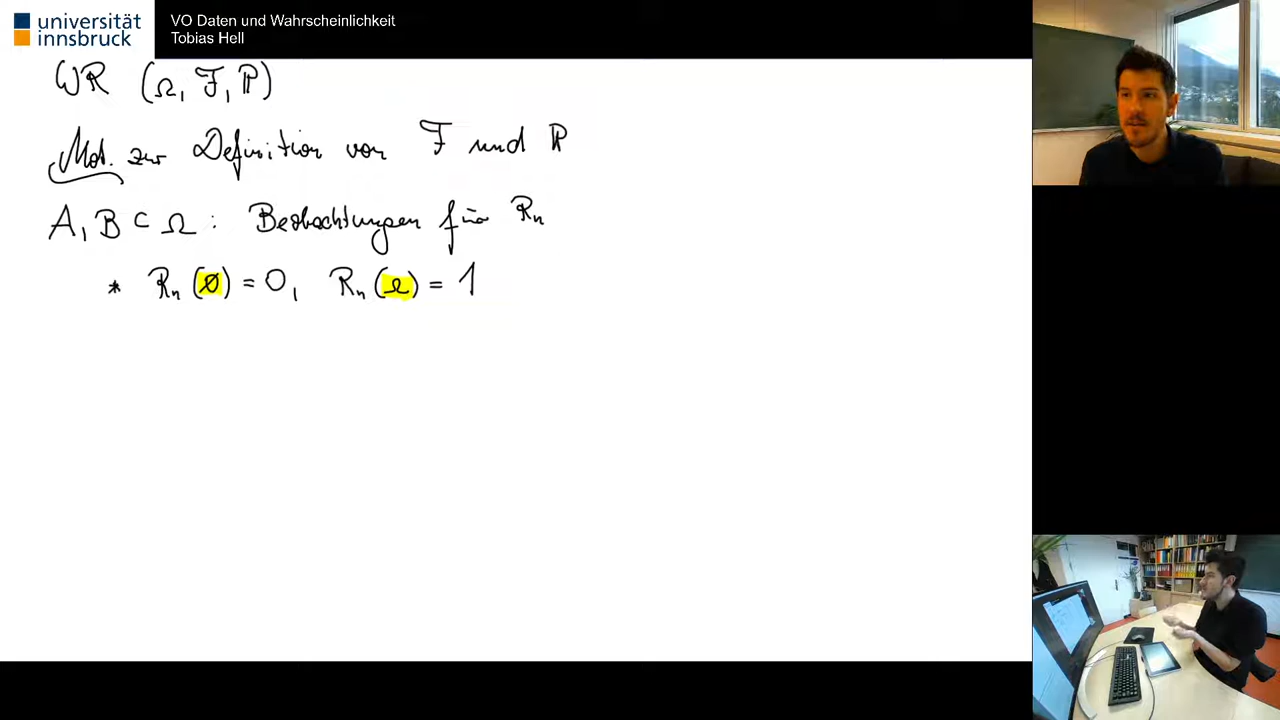 universität
innsbruck
VO Daten und Wahrscheinlichkeit
Tobias Hell
WR (Ω, F, ℙ)
Mot. zur Definition von F und ℙ
A, B ⊂ Ω : Beobachtungen für Rn
* Rn (∅) = 0, Rn (Ω) = 1